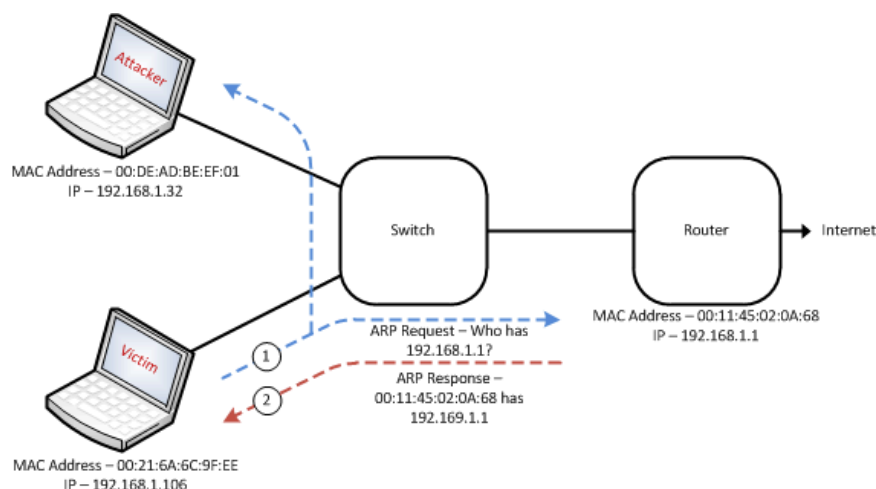 Attacker
MAC Address – 00:DE:AD:BE:EF:01
IP – 192.168.1.32
Switch
Router
Internet
MAC Address – 00:11:45:02:0A:68
IP – 192.168.1.1
1
ARP Request – Who has
192.168.1.1?
2
ARP Response –
00:11:45:02:0A:68 has
192.169.1.1
Victim
MAC Address – 00:21:6A:6C:9F:EE
IP – 192.168.1.106